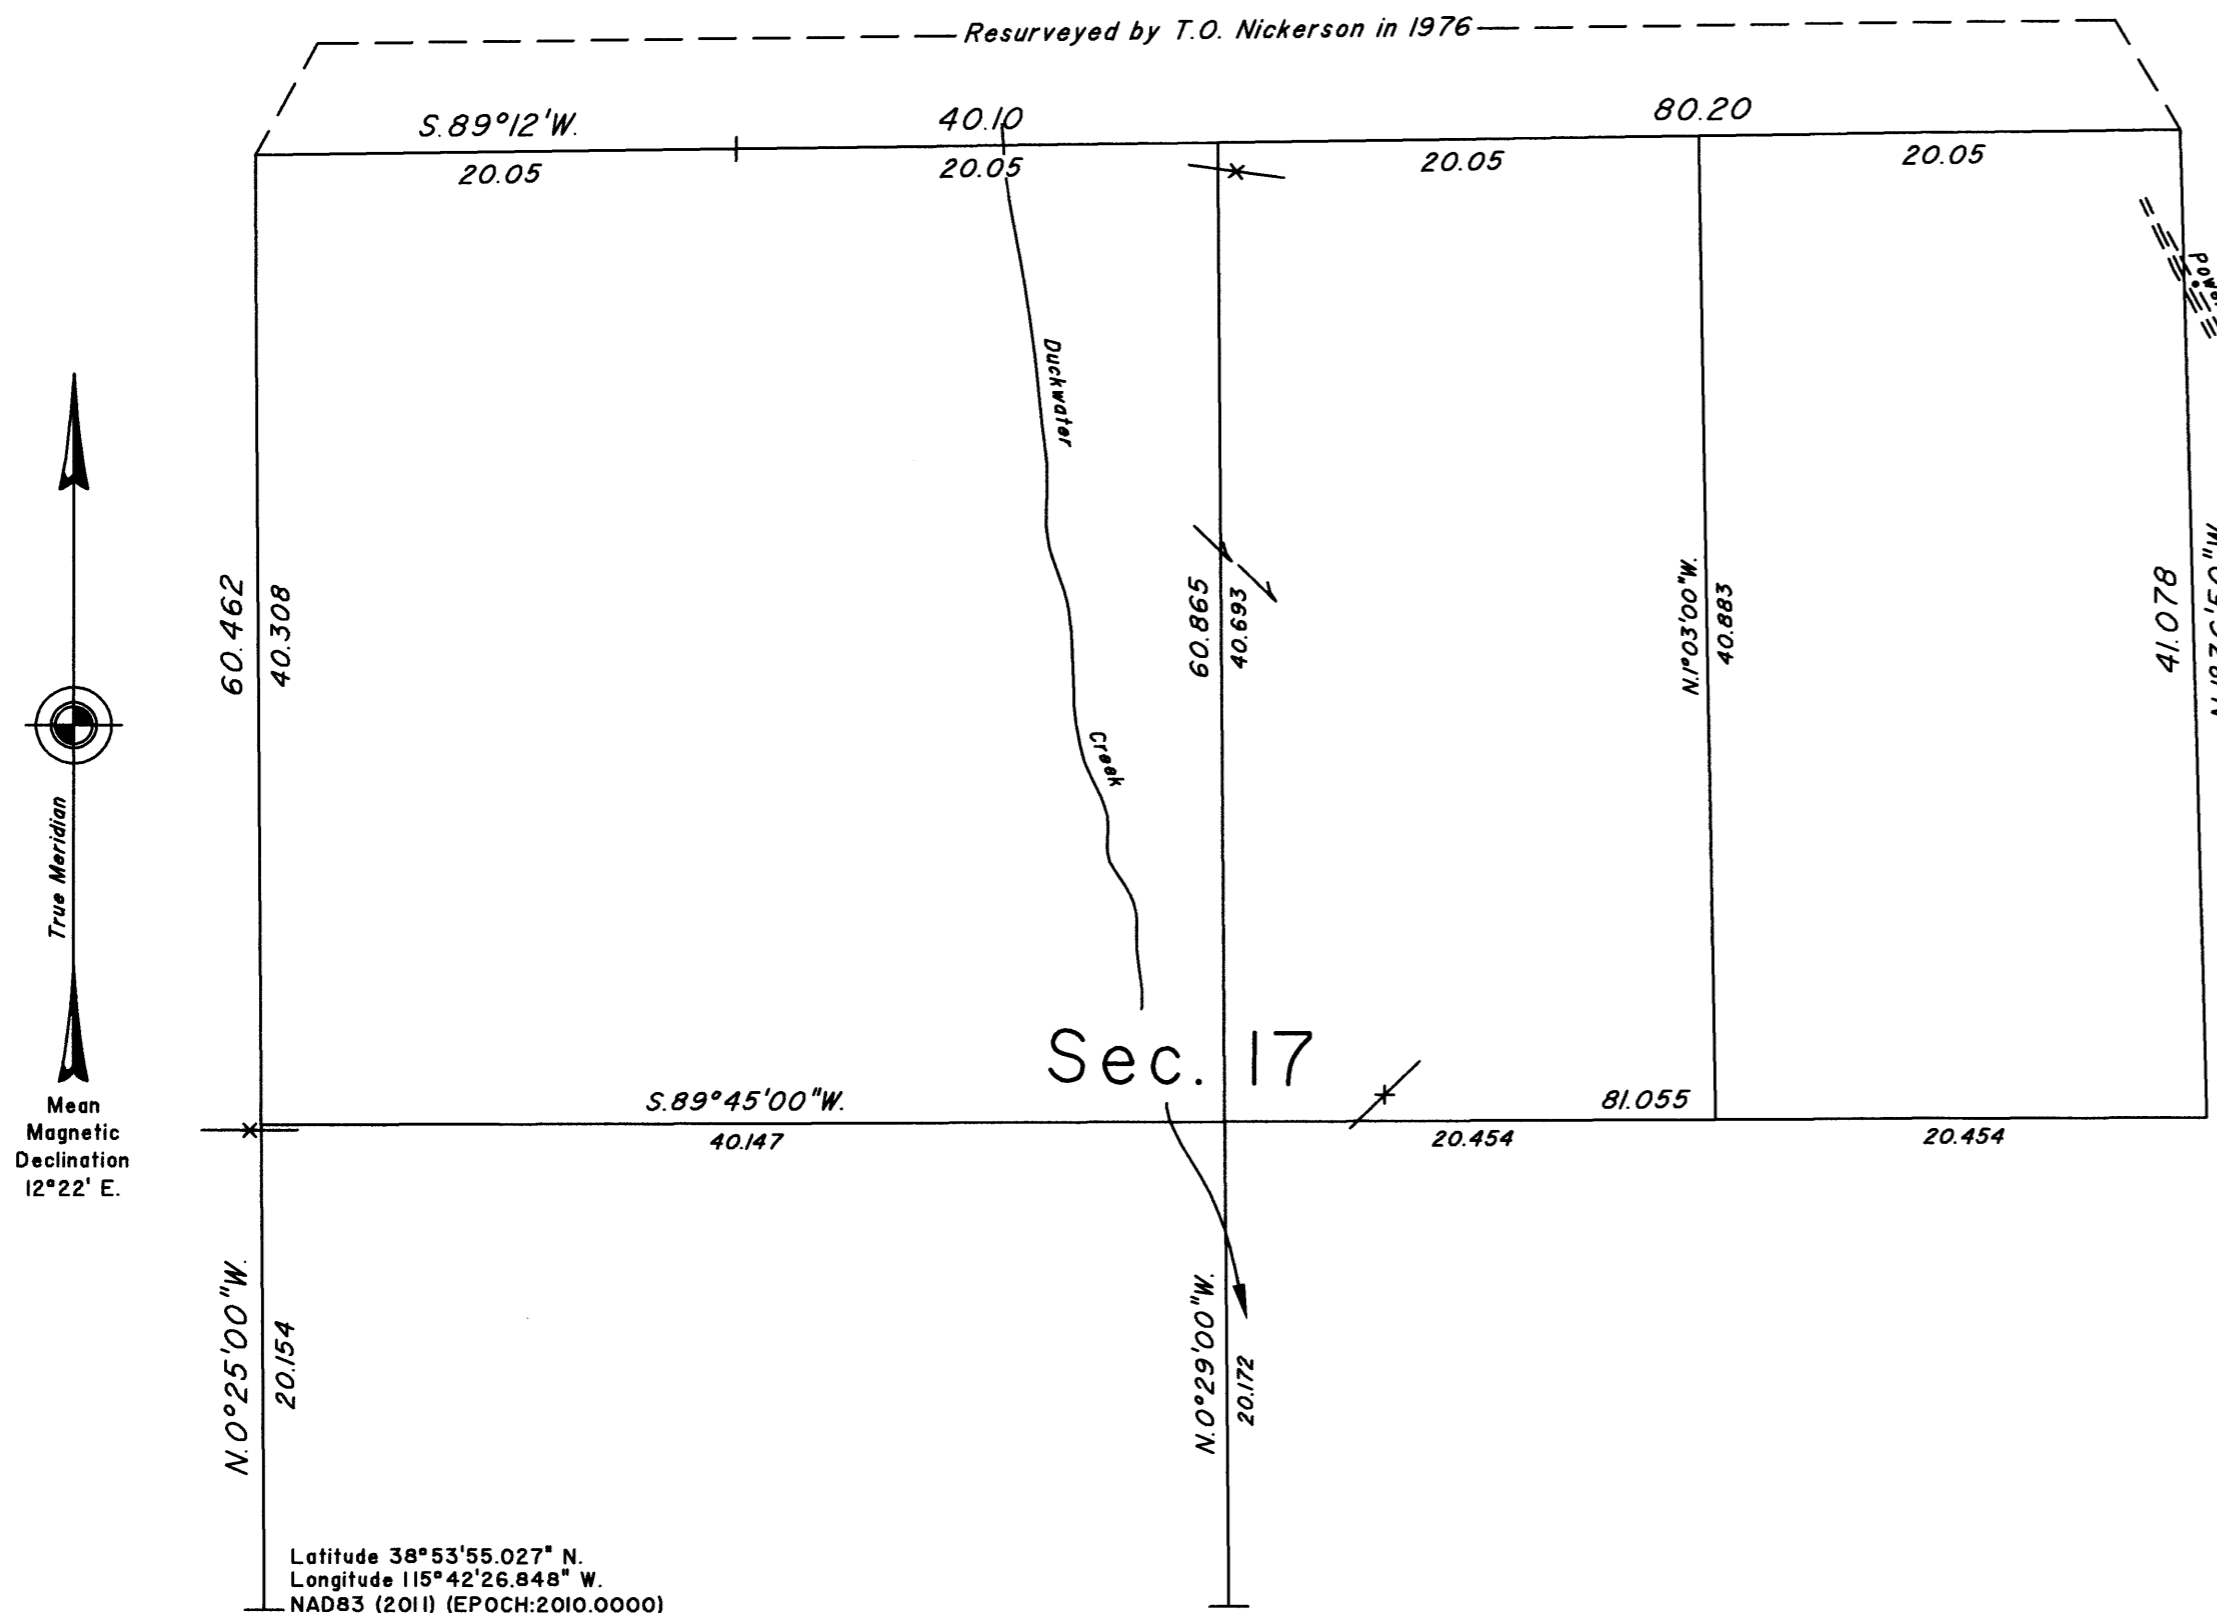 Resurveyed by T.O. Nickerson in 1976
S.89°12'W.
40.10
80.20
20.05
20.05
20.05
20.05
Duckwater
Creek
60.462
40.308
60.865
40.693
N.1°03'00"W.
40.883
41.078
True Meridian
Mean
Magnetic
Declination
12°22' E.
Sec. 17
S.89°45'00"W.
81.055
40.147
20.454
20.454
N.0°25'00"W.
20.154
N.0°29'00"W.
20.172
Latitude 38°53'55.027" N.
Longitude 115°42'26.848" W.
NAD83 (2011) (EPOCH:2010.0000)